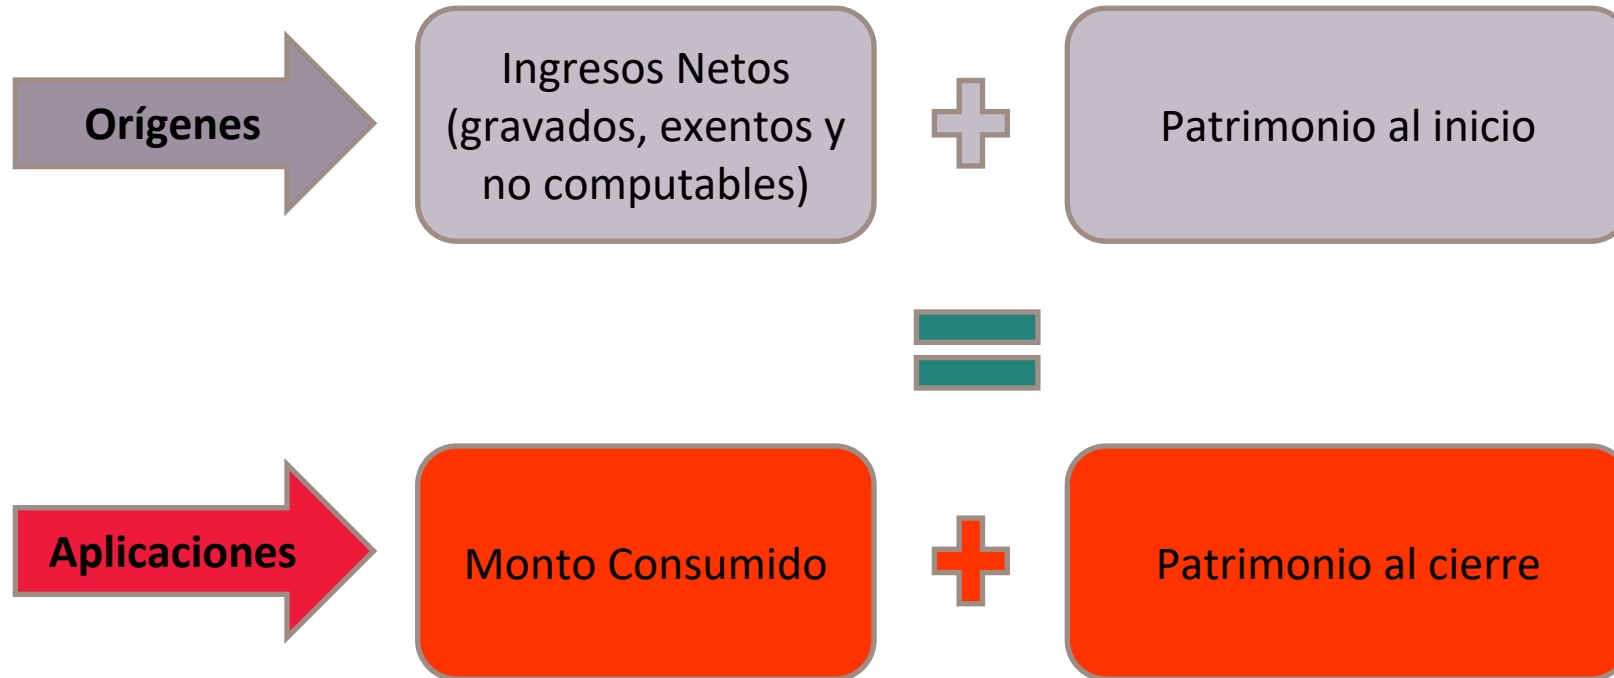 Orígenes
Ingresos Netos
(gravados, exentos y
no computables)
Patrimonio al inicio
Aplicaciones
Monto Consumido
Patrimonio al cierre